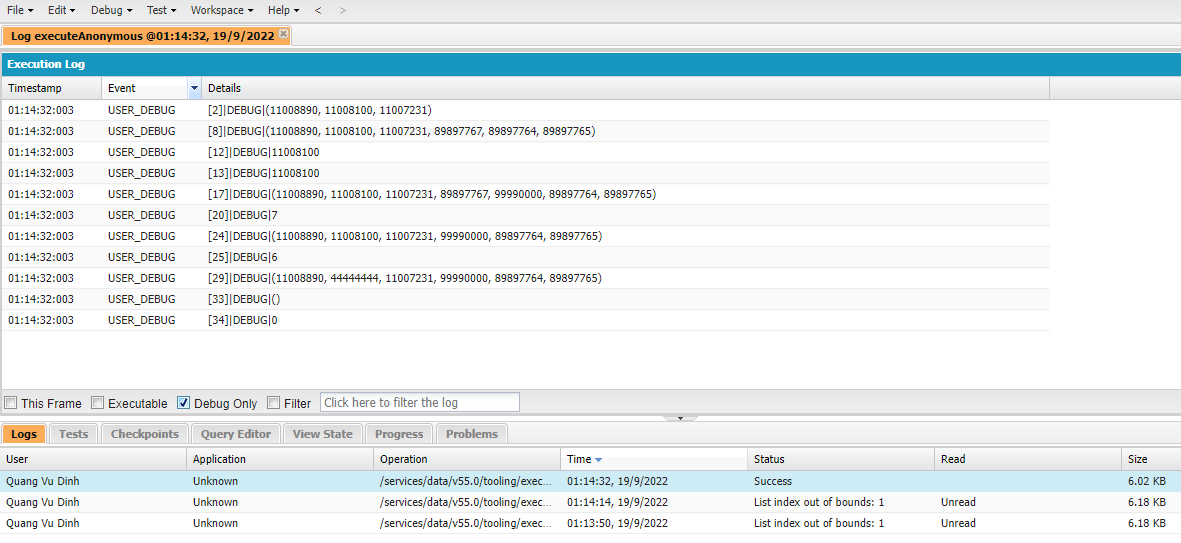 File Edit Debug Test Workspace Help < >
Log executeAnonymous @01:14:32, 19/9/2022
Execution Log
Timestamp Event Details
01:14:32:003 USER_DEBUG [2]|DEBUG|(11008890, 11008100, 11007231)
01:14:32:003 USER_DEBUG [8]|DEBUG|(11008890, 11008100, 11007231, 89897767, 89897764, 89897765)
01:14:32:003 USER_DEBUG [12]|DEBUG|11008100
01:14:32:003 USER_DEBUG [13]|DEBUG|11008100
01:14:32:003 USER_DEBUG [17]|DEBUG|(11008890, 11008100, 11007231, 89897767, 99990000, 89897764, 89897765)
01:14:32:003 USER_DEBUG [20]|DEBUG|7
01:14:32:003 USER_DEBUG [24]|DEBUG|(11008890, 11008100, 11007231, 99990000, 89897764, 89897765)
01:14:32:003 USER_DEBUG [25]|DEBUG|6
01:14:32:003 USER_DEBUG [29]|DEBUG|(11008890, 44444444, 11007231, 99990000, 89897764, 89897765)
01:14:32:003 USER_DEBUG [33]|DEBUG|()
01:14:32:003 USER_DEBUG [34]|DEBUG|0
This Frame Executable Debug Only Filter Click here to filter the log
Logs Tests Checkpoints Query Editor View State Progress Problems
User Application Operation Time Status Read Size
Quang Vu Dinh Unknown /services/data/v55.0/tooling/exec... 01:14:32, 19/9/2022 Success 6.02 KB
Quang Vu Dinh Unknown /services/data/v55.0/tooling/exec... 01:14:14, 19/9/2022 List index out of bounds: 1 Unread 6.18 KB
Quang Vu Dinh Unknown /services/data/v55.0/tooling/exec... 01:13:50, 19/9/2022 List index out of bounds: 1 Unread 6.18 KB